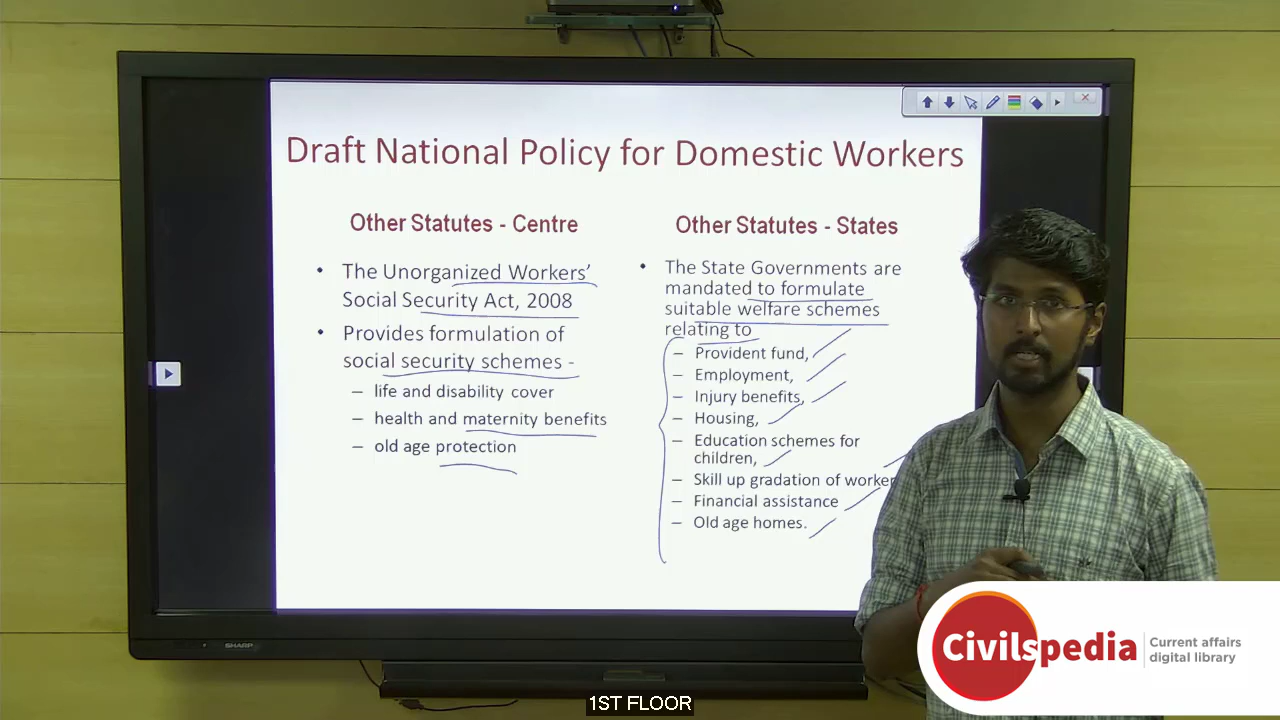 Draft National Policy for Domestic Workers
Other Statutes - Centre
• The Unorganized Workers’
Social Security Act, 2008
• Provides formulation of
social security schemes -
– life and disability cover
– health and maternity benefits
– old age protection
Other Statutes - States
• The State Governments are
mandated to formulate
suitable welfare schemes
relating to
– Provident fund,
– Employment,
– Injury benefits,
– Housing,
– Education schemes for
children,
– Skill up gradation of worker
– Financial assistance
– Old age homes.
SHARP
Civilspedia
Current affairs
digital library
1ST FLOOR